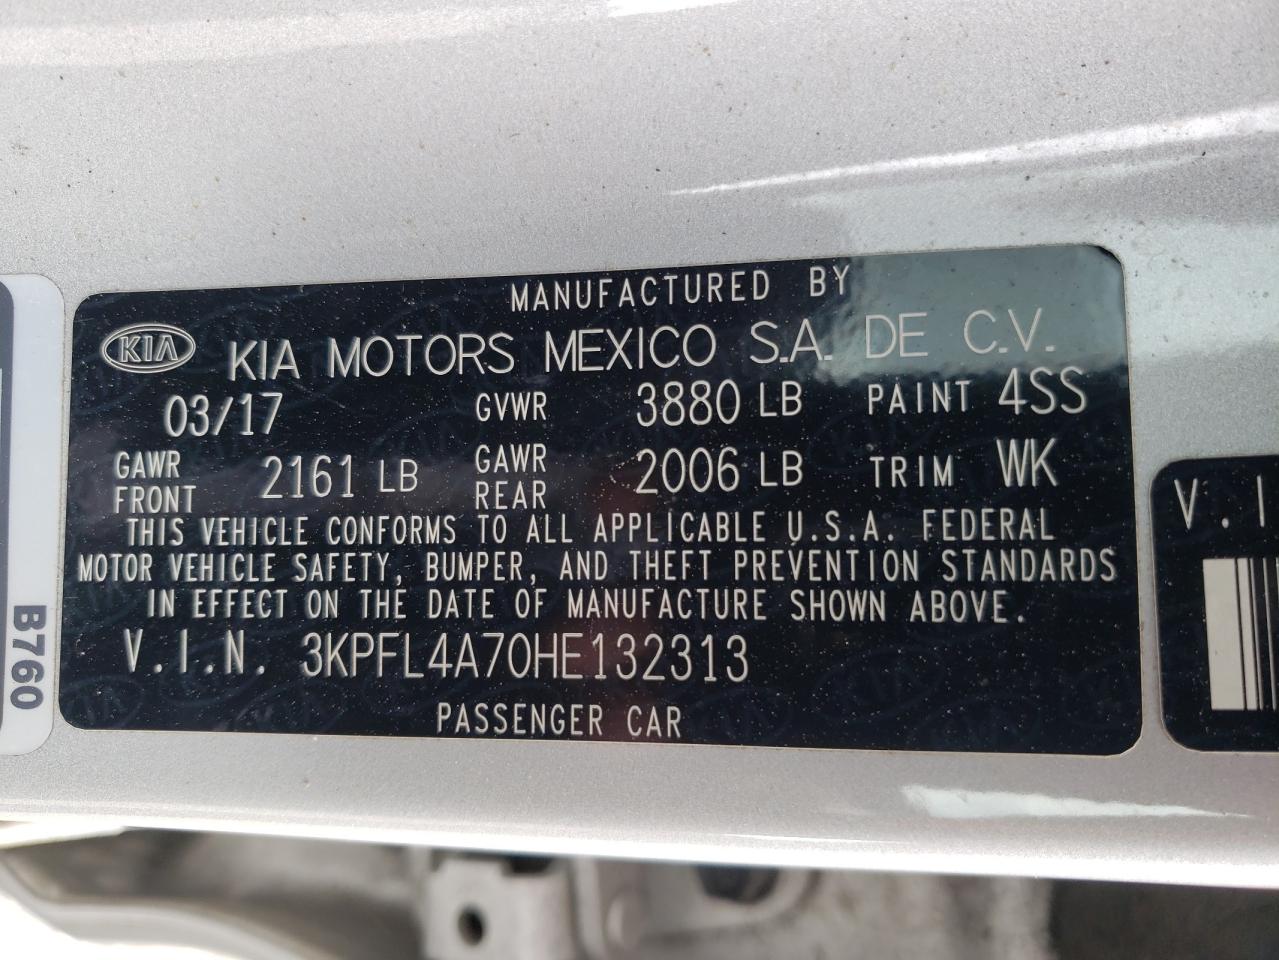 MANUFACTURED BY
KIA KIA MOTORS MEXICO S.A. DE C.V.
03/17 GVWR 3880 LB PAINT 4SS
GAWR FRONT 2161 LB GAWR REAR 2006 LB TRIM WK
THIS VEHICLE CONFORMS TO ALL APPLICABLE U.S.A. FEDERAL
MOTOR VEHICLE SAFETY, BUMPER, AND THEFT PREVENTION STANDARDS
IN EFFECT ON THE DATE OF MANUFACTURE SHOWN ABOVE.
V.I.N. 3KPFL4A70HE132313
PASSENGER CAR
B760
V.I